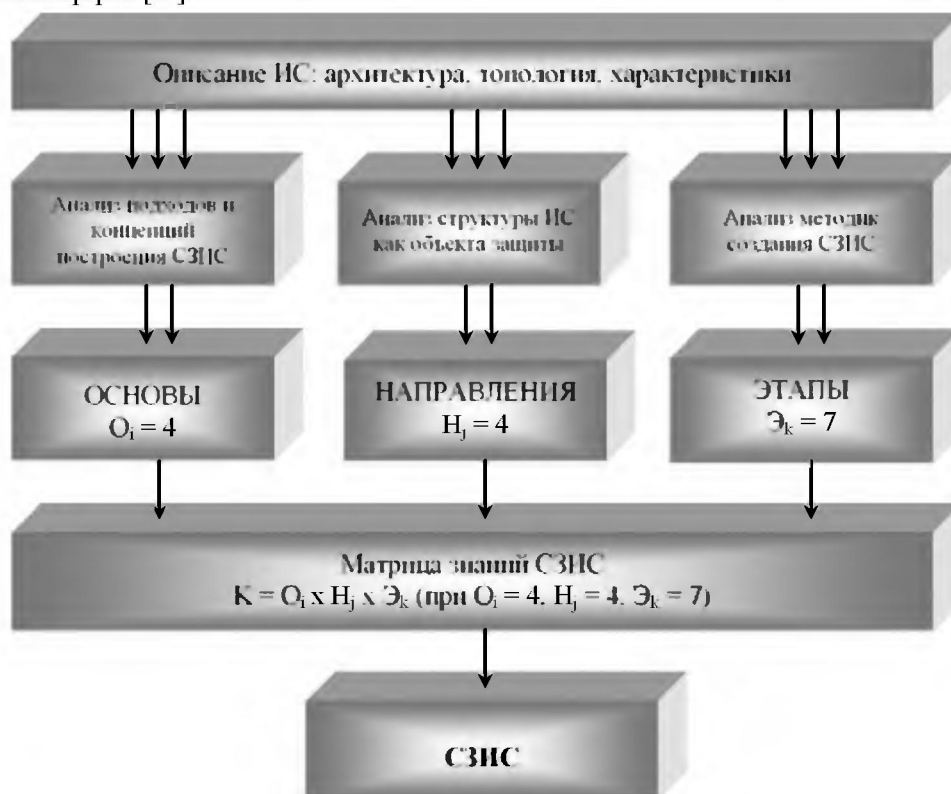 Описание ИС: архитектура, топология, характеристики
Анализ подходов и
концепций
построения СЗИС
Анализ структуры ИС
как объекта защиты
Анализ методик
создания СЗИС
ОСНОВЫ
Oi = 4
НАПРАВЛЕНИЯ
Hj = 4
ЭТАПЫ
Эk = 7
Матрица знаний СЗИС
K = Oi x Hj x Эk (при Oi = 4, Hj = 4, Эk = 7)
СЗИС